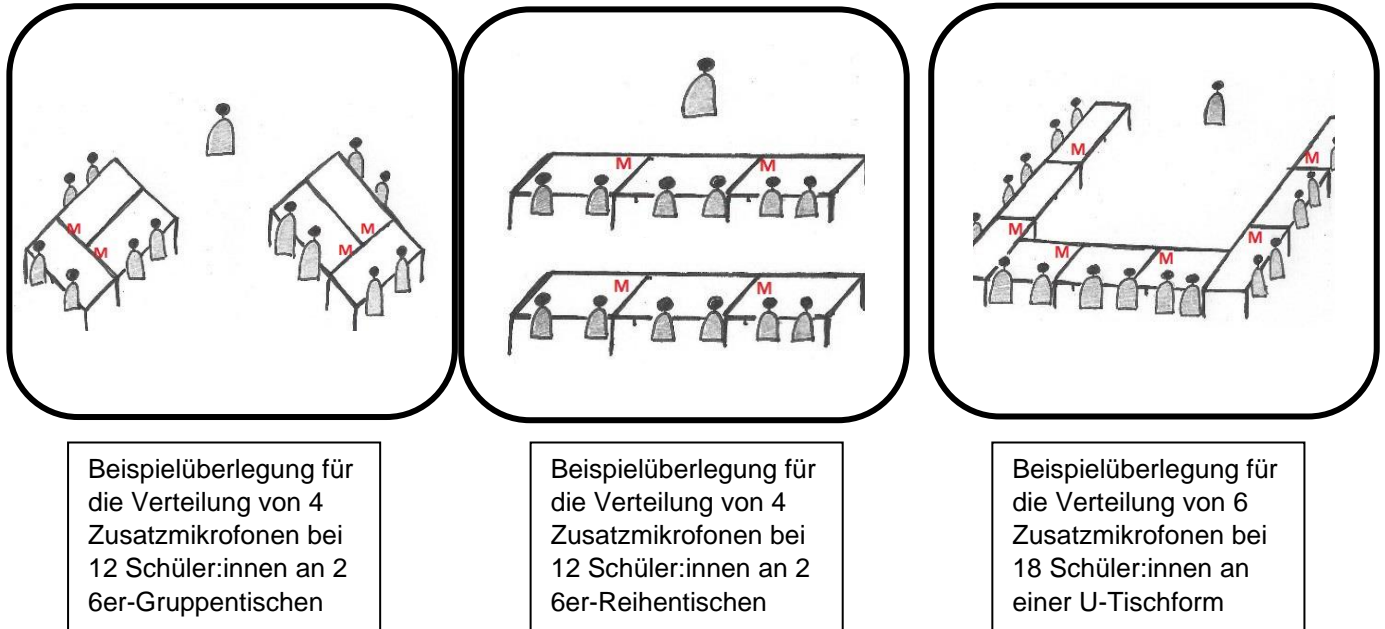 M
M
M
M
Beispielüberlegung für
die Verteilung von 4
Zusatzmikrofonen bei
12 Schüler:innen an 2
6er-Gruppentischen
M M
M M
Beispielüberlegung für
die Verteilung von 4
Zusatzmikrofonen bei
12 Schüler:innen an 2
6er-Reihentischen
M
M
M
M
M
M
Beispielüberlegung für
die Verteilung von 6
Zusatzmikrofonen bei
18 Schüler:innen an
einer U-Tischform